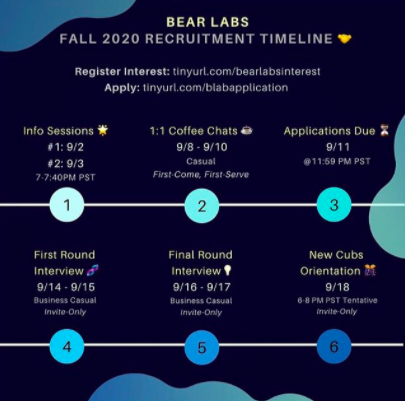 BEAR LABS
FALL 2020 RECRUITMENT TIMELINE 🤝
Register Interest: tinyurl.com/bearlabsinterest
Apply: tinyurl.com/blabapplication
Info Sessions 🌟
#1: 9/2
#2: 9/3
7-7:40PM PST
1
1:1 Coffee Chats ☕
9/8 - 9/10
Casual
First-Come, First-Serve
2
Applications Due ⏳
9/11
@11:59 PM PST
3
First Round
Interview 🧬
9/14 - 9/15
Business Casual
Invite-Only
4
Final Round
Interview 💡
9/16 - 9/17
Business Casual
Invite-Only
5
New Cubs
Orientation 👯
9/18
6-8 PM PST Tentative
Invite-Only
6